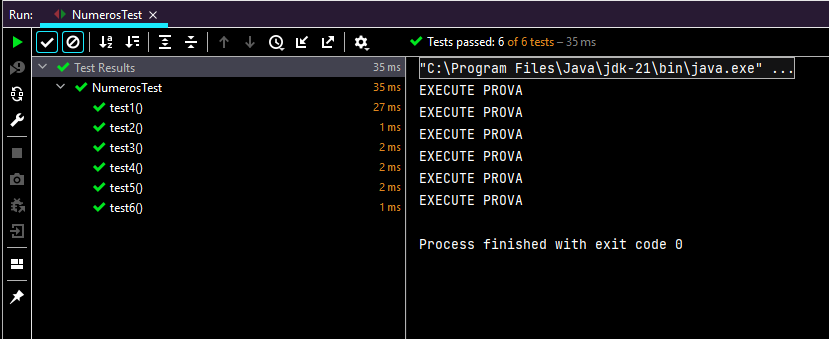 Run: NumerosTest
Tests passed: 6 of 6 tests – 35 ms
Test Results 35 ms
NumerosTest 35 ms
test1() 27 ms
test2() 1 ms
test3() 2 ms
test4() 2 ms
test5() 2 ms
test6() 1 ms
"C:\Program Files\Java\jdk-21\bin\java.exe" ...
EXECUTE PROVA
EXECUTE PROVA
EXECUTE PROVA
EXECUTE PROVA
EXECUTE PROVA
EXECUTE PROVA
Process finished with exit code 0